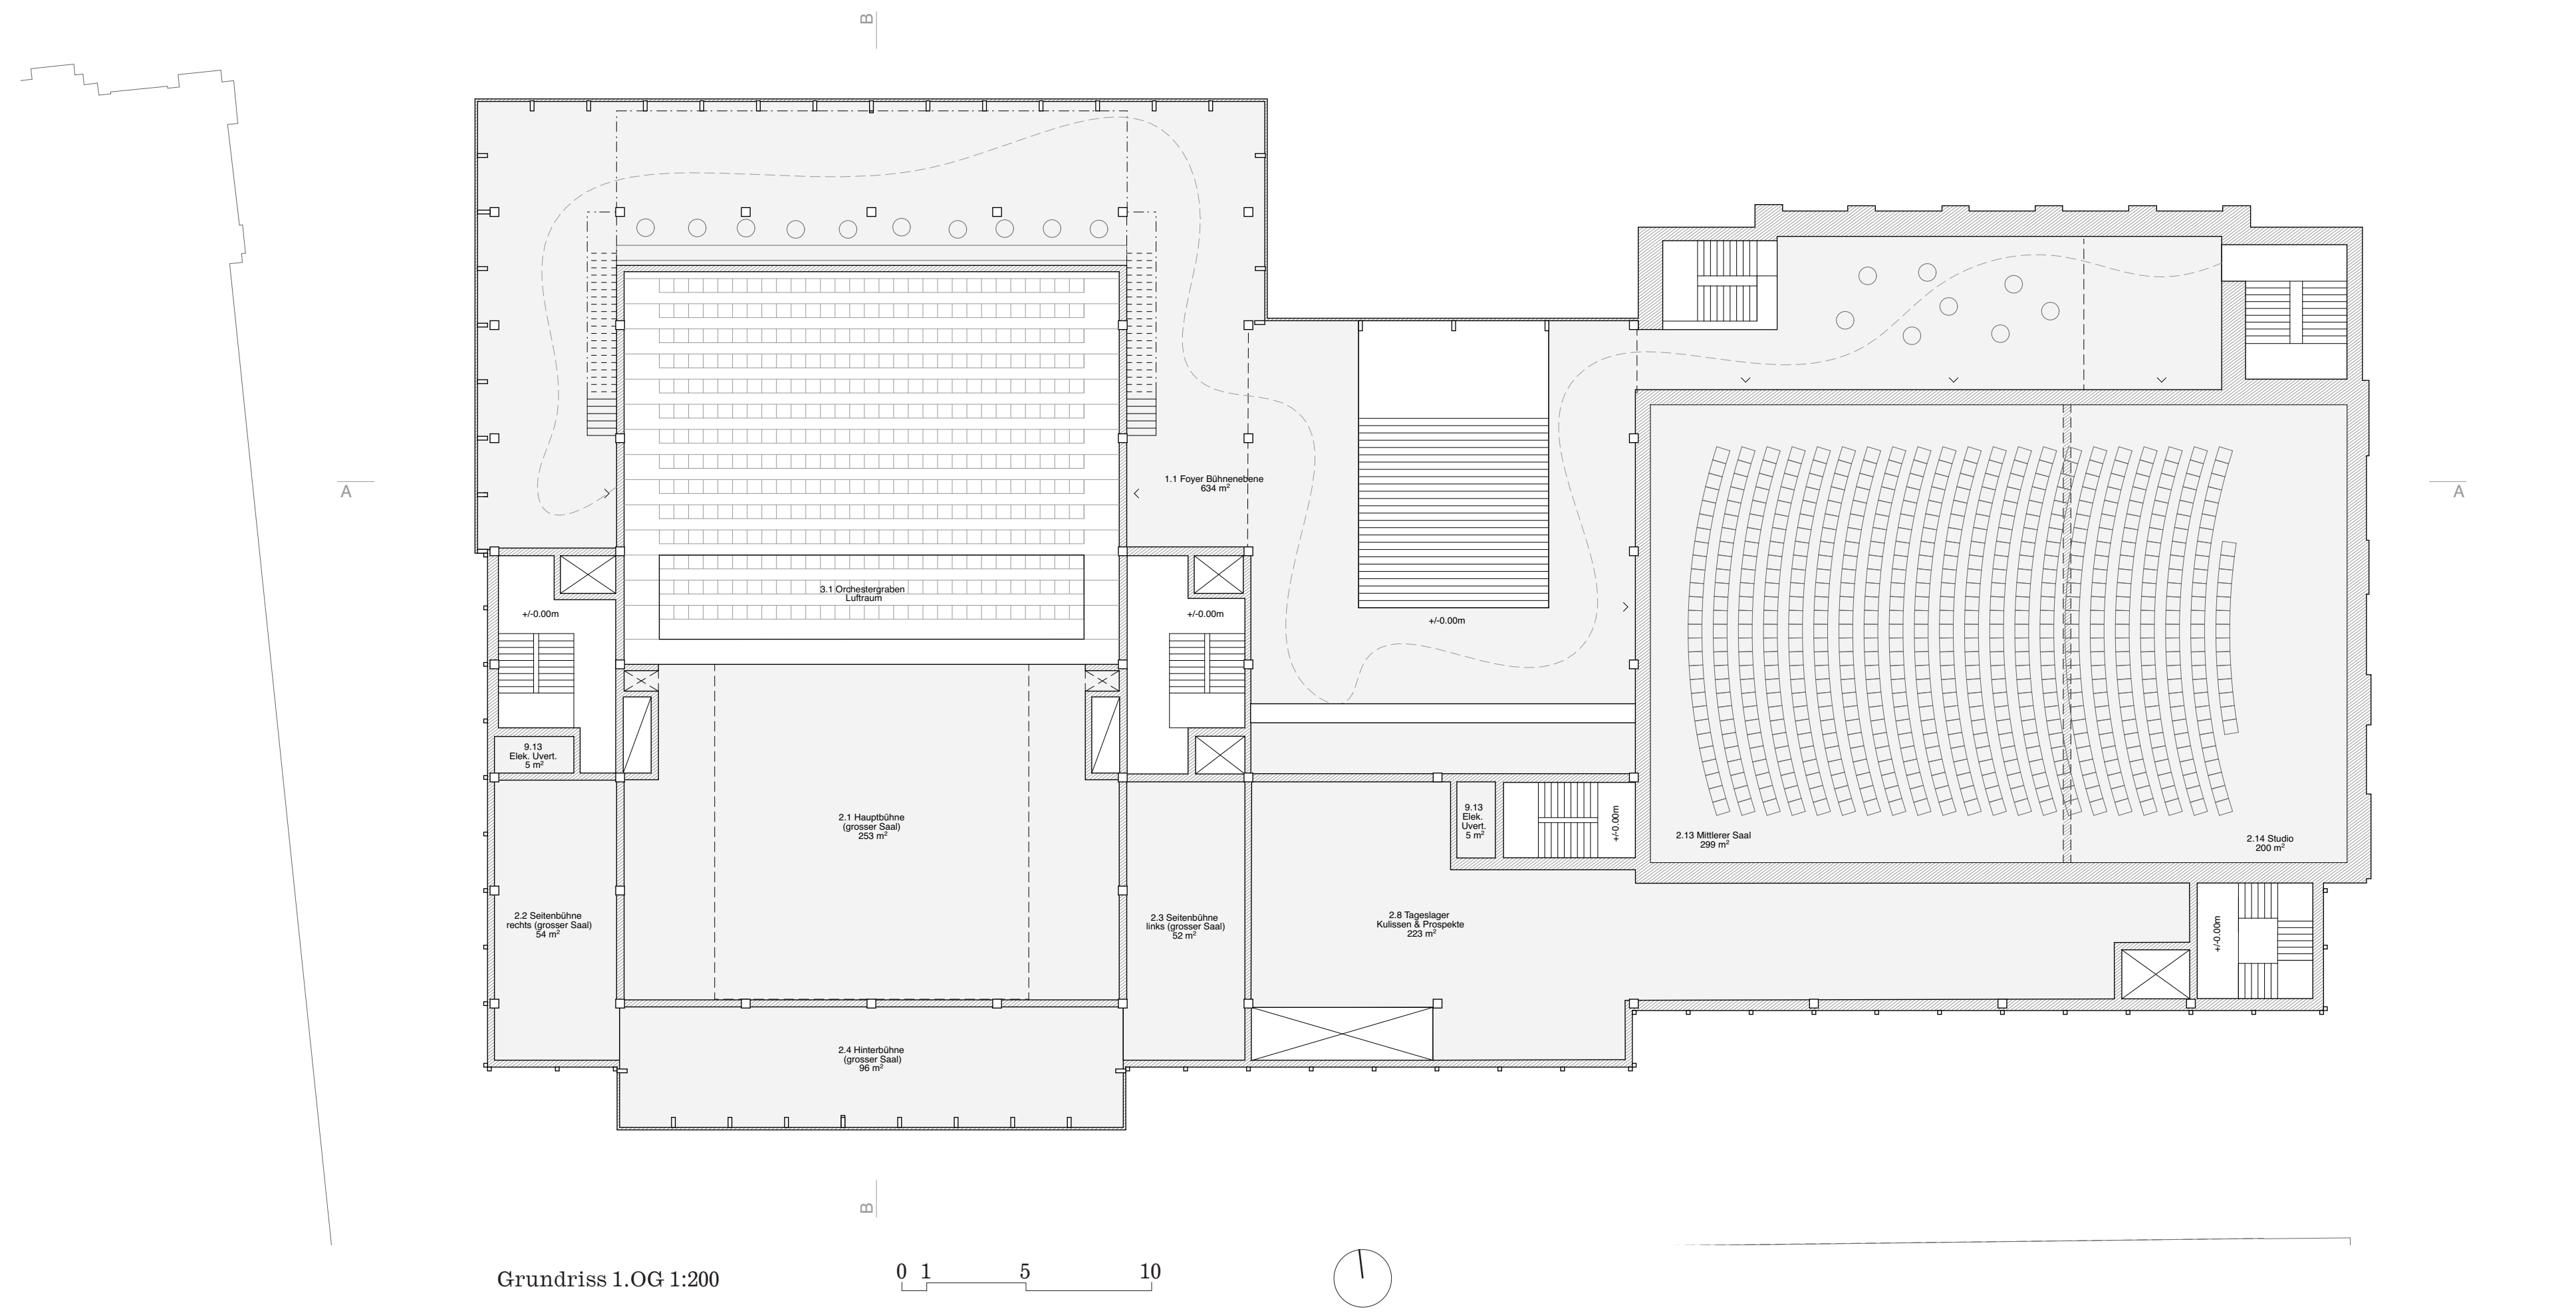 B
A
A
1.1 Foyer Bühnenebene
634 m²
3.1 Orchestergraben
Luftraum
+/-0.00m
+/-0.00m
+/-0.00m
9.13
Elek. Uvert.
5 m²
2.1 Hauptbühne
(grosser Saal)
253 m²
9.13
Elek.
Uvert.
5 m²
+/-0.00m
2.13 Mittlerer Saal
299 m²
2.14 Studio
200 m²
2.2 Seitenbühne
rechts (grosser Saal)
54 m²
2.3 Seitenbühne
links (grosser Saal)
52 m²
2.8 Tageslager
Kulissen & Prospekte
223 m²
+/-0.00m
2.4 Hinterbühne
(grosser Saal)
96 m²
B
Grundriss 1.OG 1:200
0 1 5 10